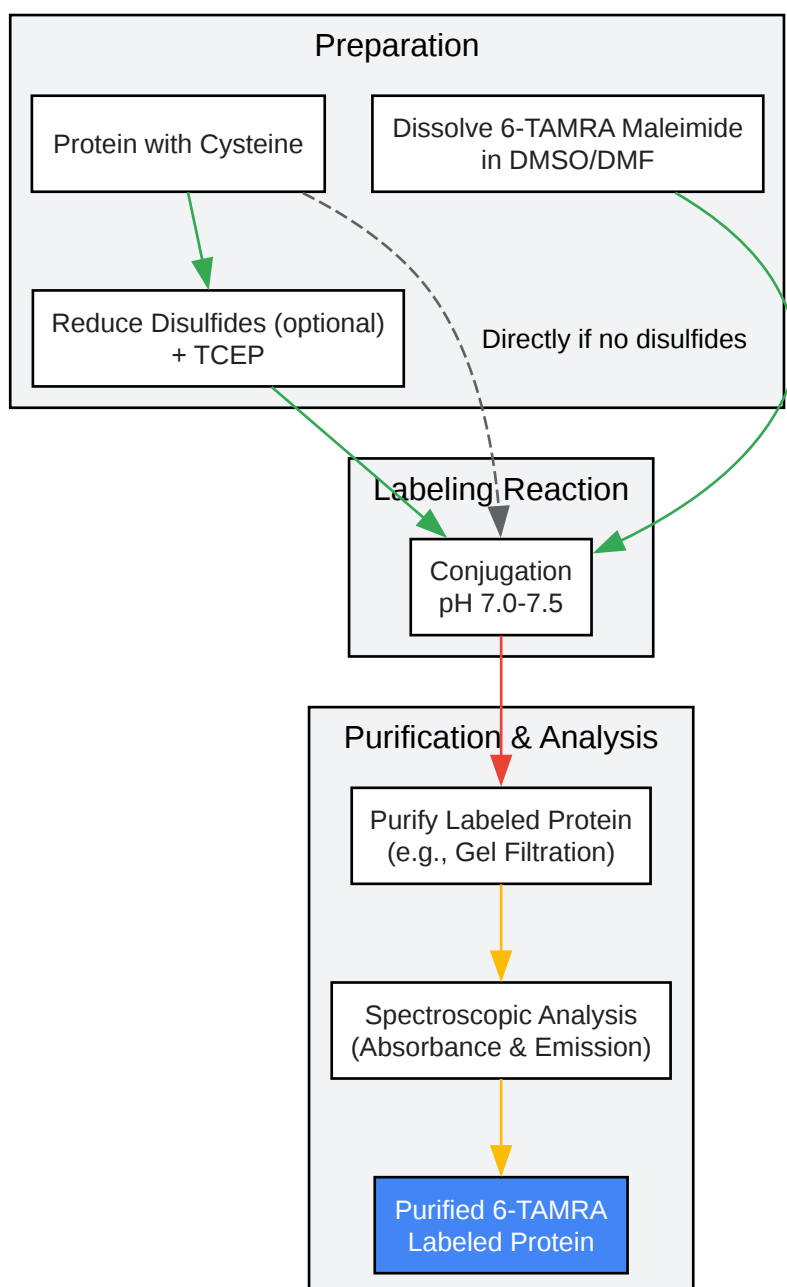 Preparation
Protein with Cysteine
Dissolve 6-TAMRA Maleimide
in DMSO/DMF
Reduce Disulfides (optional)
+ TCEP
Directly if no disulfides
Labeling Reaction
Conjugation
pH 7.0-7.5
Purification & Analysis
Purify Labeled Protein
(e.g., Gel Filtration)
Spectroscopic Analysis
(Absorbance & Emission)
Purified 6-TAMRA
Labeled Protein